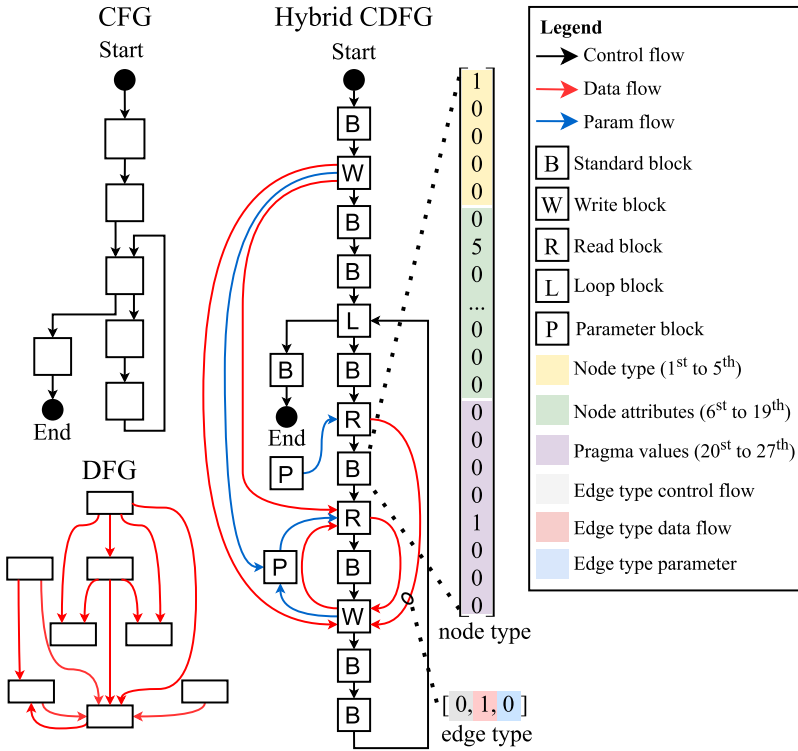 CFG
Start
End
DFG
Hybrid CDFG
Start
B
W
B
B
L
B
B
End
R
P
B
R
P
B
W
B
B
1
0
0
0
0
0
5
0
...
0
0
0
0
0
0
0
1
0
0
0
node type
[ 0, 1, 0 ]
edge type
Legend
Control flow
Data flow
Param flow
B Standard block
W Write block
R Read block
L Loop block
P Parameter block
Node type (1st to 5th)
Node attributes (6st to 19th)
Pragma values (20st to 27th)
Edge type control flow
Edge type data flow
Edge type parameter